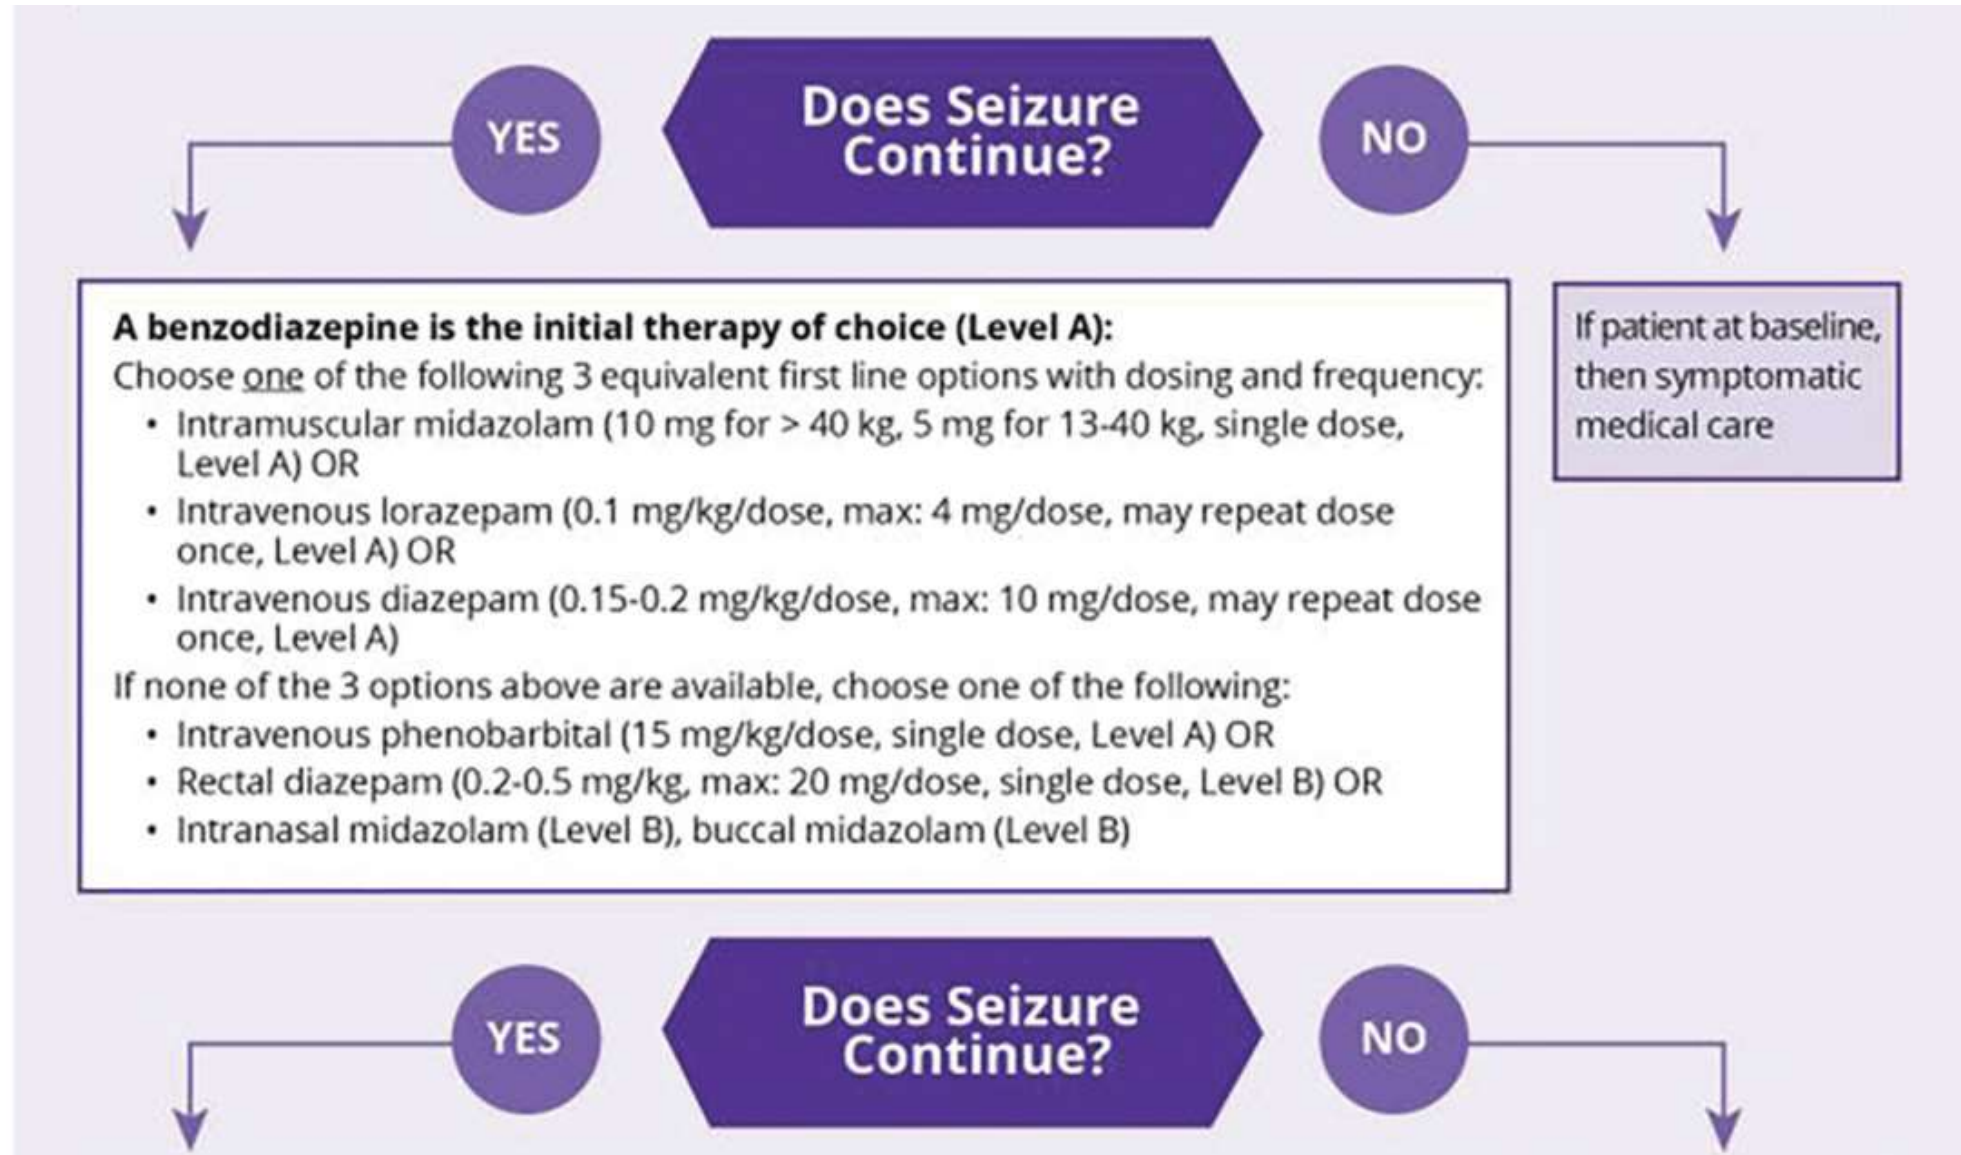 Does Seizure
Continue?
YES
NO
A benzodiazepine is the initial therapy of choice (Level A):
Choose one of the following 3 equivalent first line options with dosing and frequency:
• Intramuscular midazolam (10 mg for > 40 kg, 5 mg for 13-40 kg, single dose,
Level A) OR
• Intravenous lorazepam (0.1 mg/kg/dose, max: 4 mg/dose, may repeat dose
once, Level A) OR
• Intravenous diazepam (0.15-0.2 mg/kg/dose, max: 10 mg/dose, may repeat dose
once, Level A)
If none of the 3 options above are available, choose one of the following:
• Intravenous phenobarbital (15 mg/kg/dose, single dose, Level A) OR
• Rectal diazepam (0.2-0.5 mg/kg, max: 20 mg/dose, single dose, Level B) OR
• Intranasal midazolam (Level B), buccal midazolam (Level B)
If patient at baseline,
then symptomatic
medical care
Does Seizure
Continue?
YES
NO